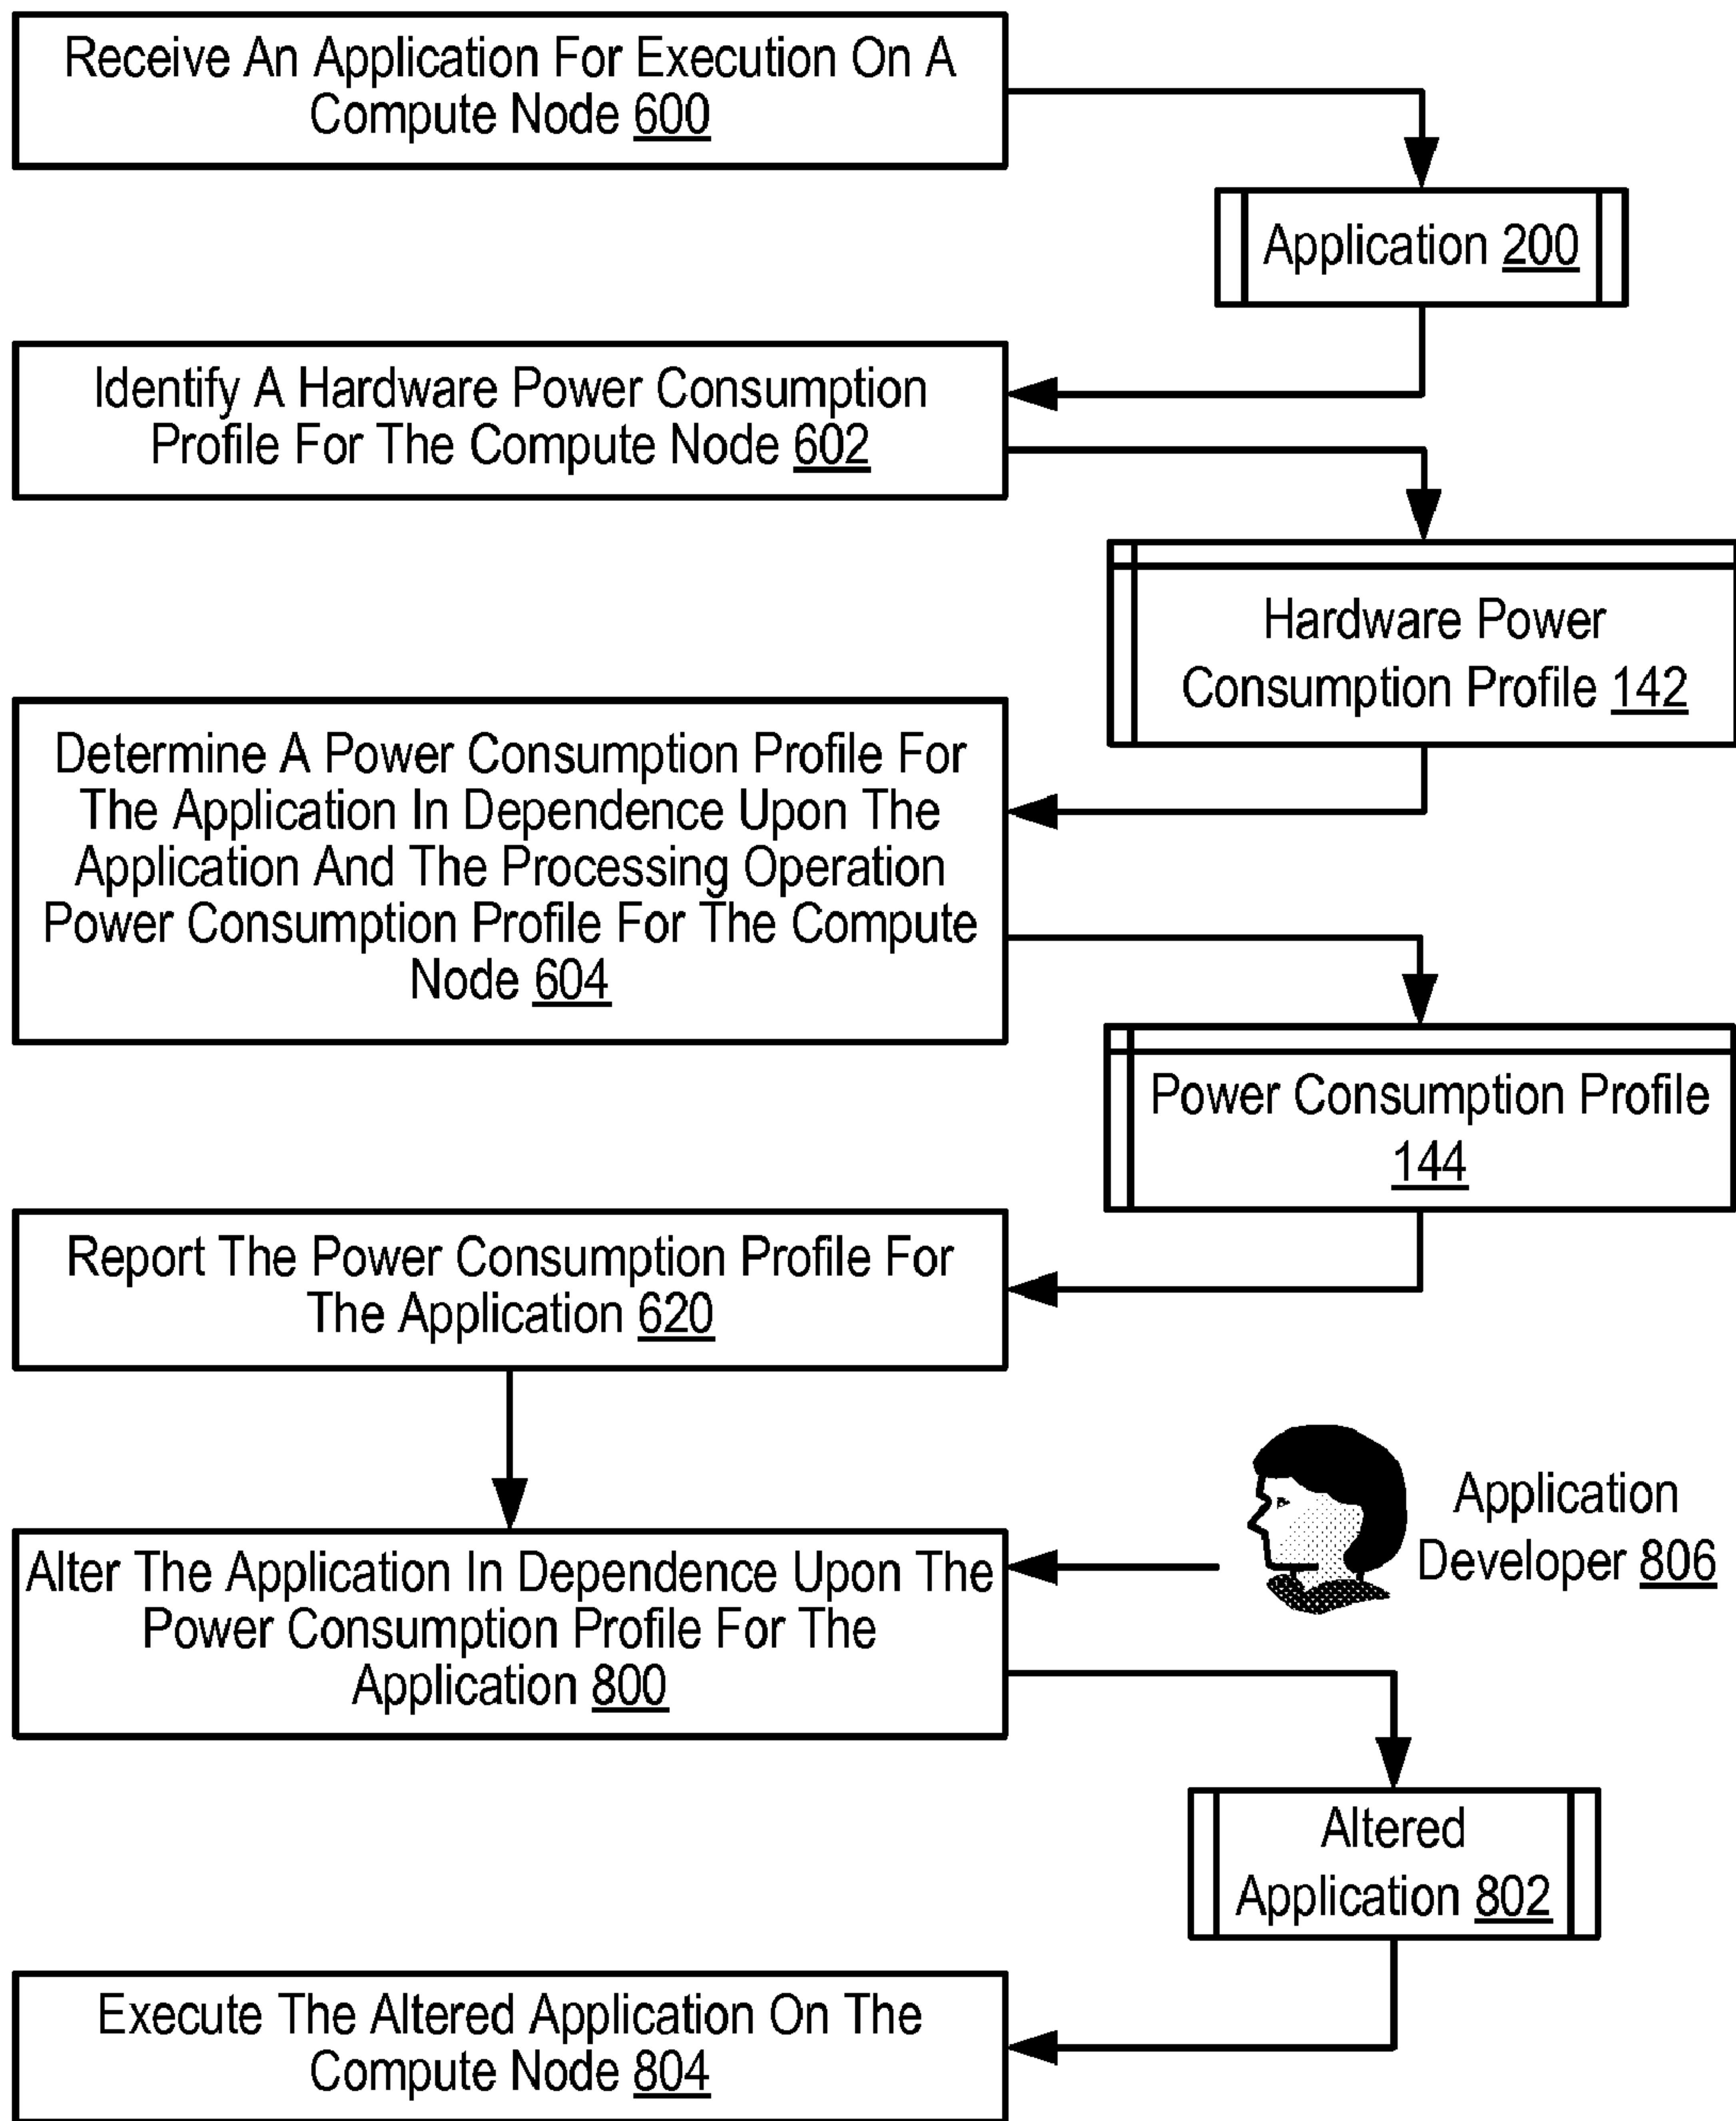 Receive An Application For Execution On A
Compute Node 600
Application 200
Identify A Hardware Power Consumption
Profile For The Compute Node 602
Hardware Power
Consumption Profile 142
Determine A Power Consumption Profile For
The Application In Dependence Upon The
Application And The Processing Operation
Power Consumption Profile For The Compute
Node 604
Power Consumption Profile
144
Report The Power Consumption Profile For
The Application 620
Application
Developer 806
Alter The Application In Dependence Upon The
Power Consumption Profile For The
Application 800
Altered
Application 802
Execute The Altered Application On The
Compute Node 804